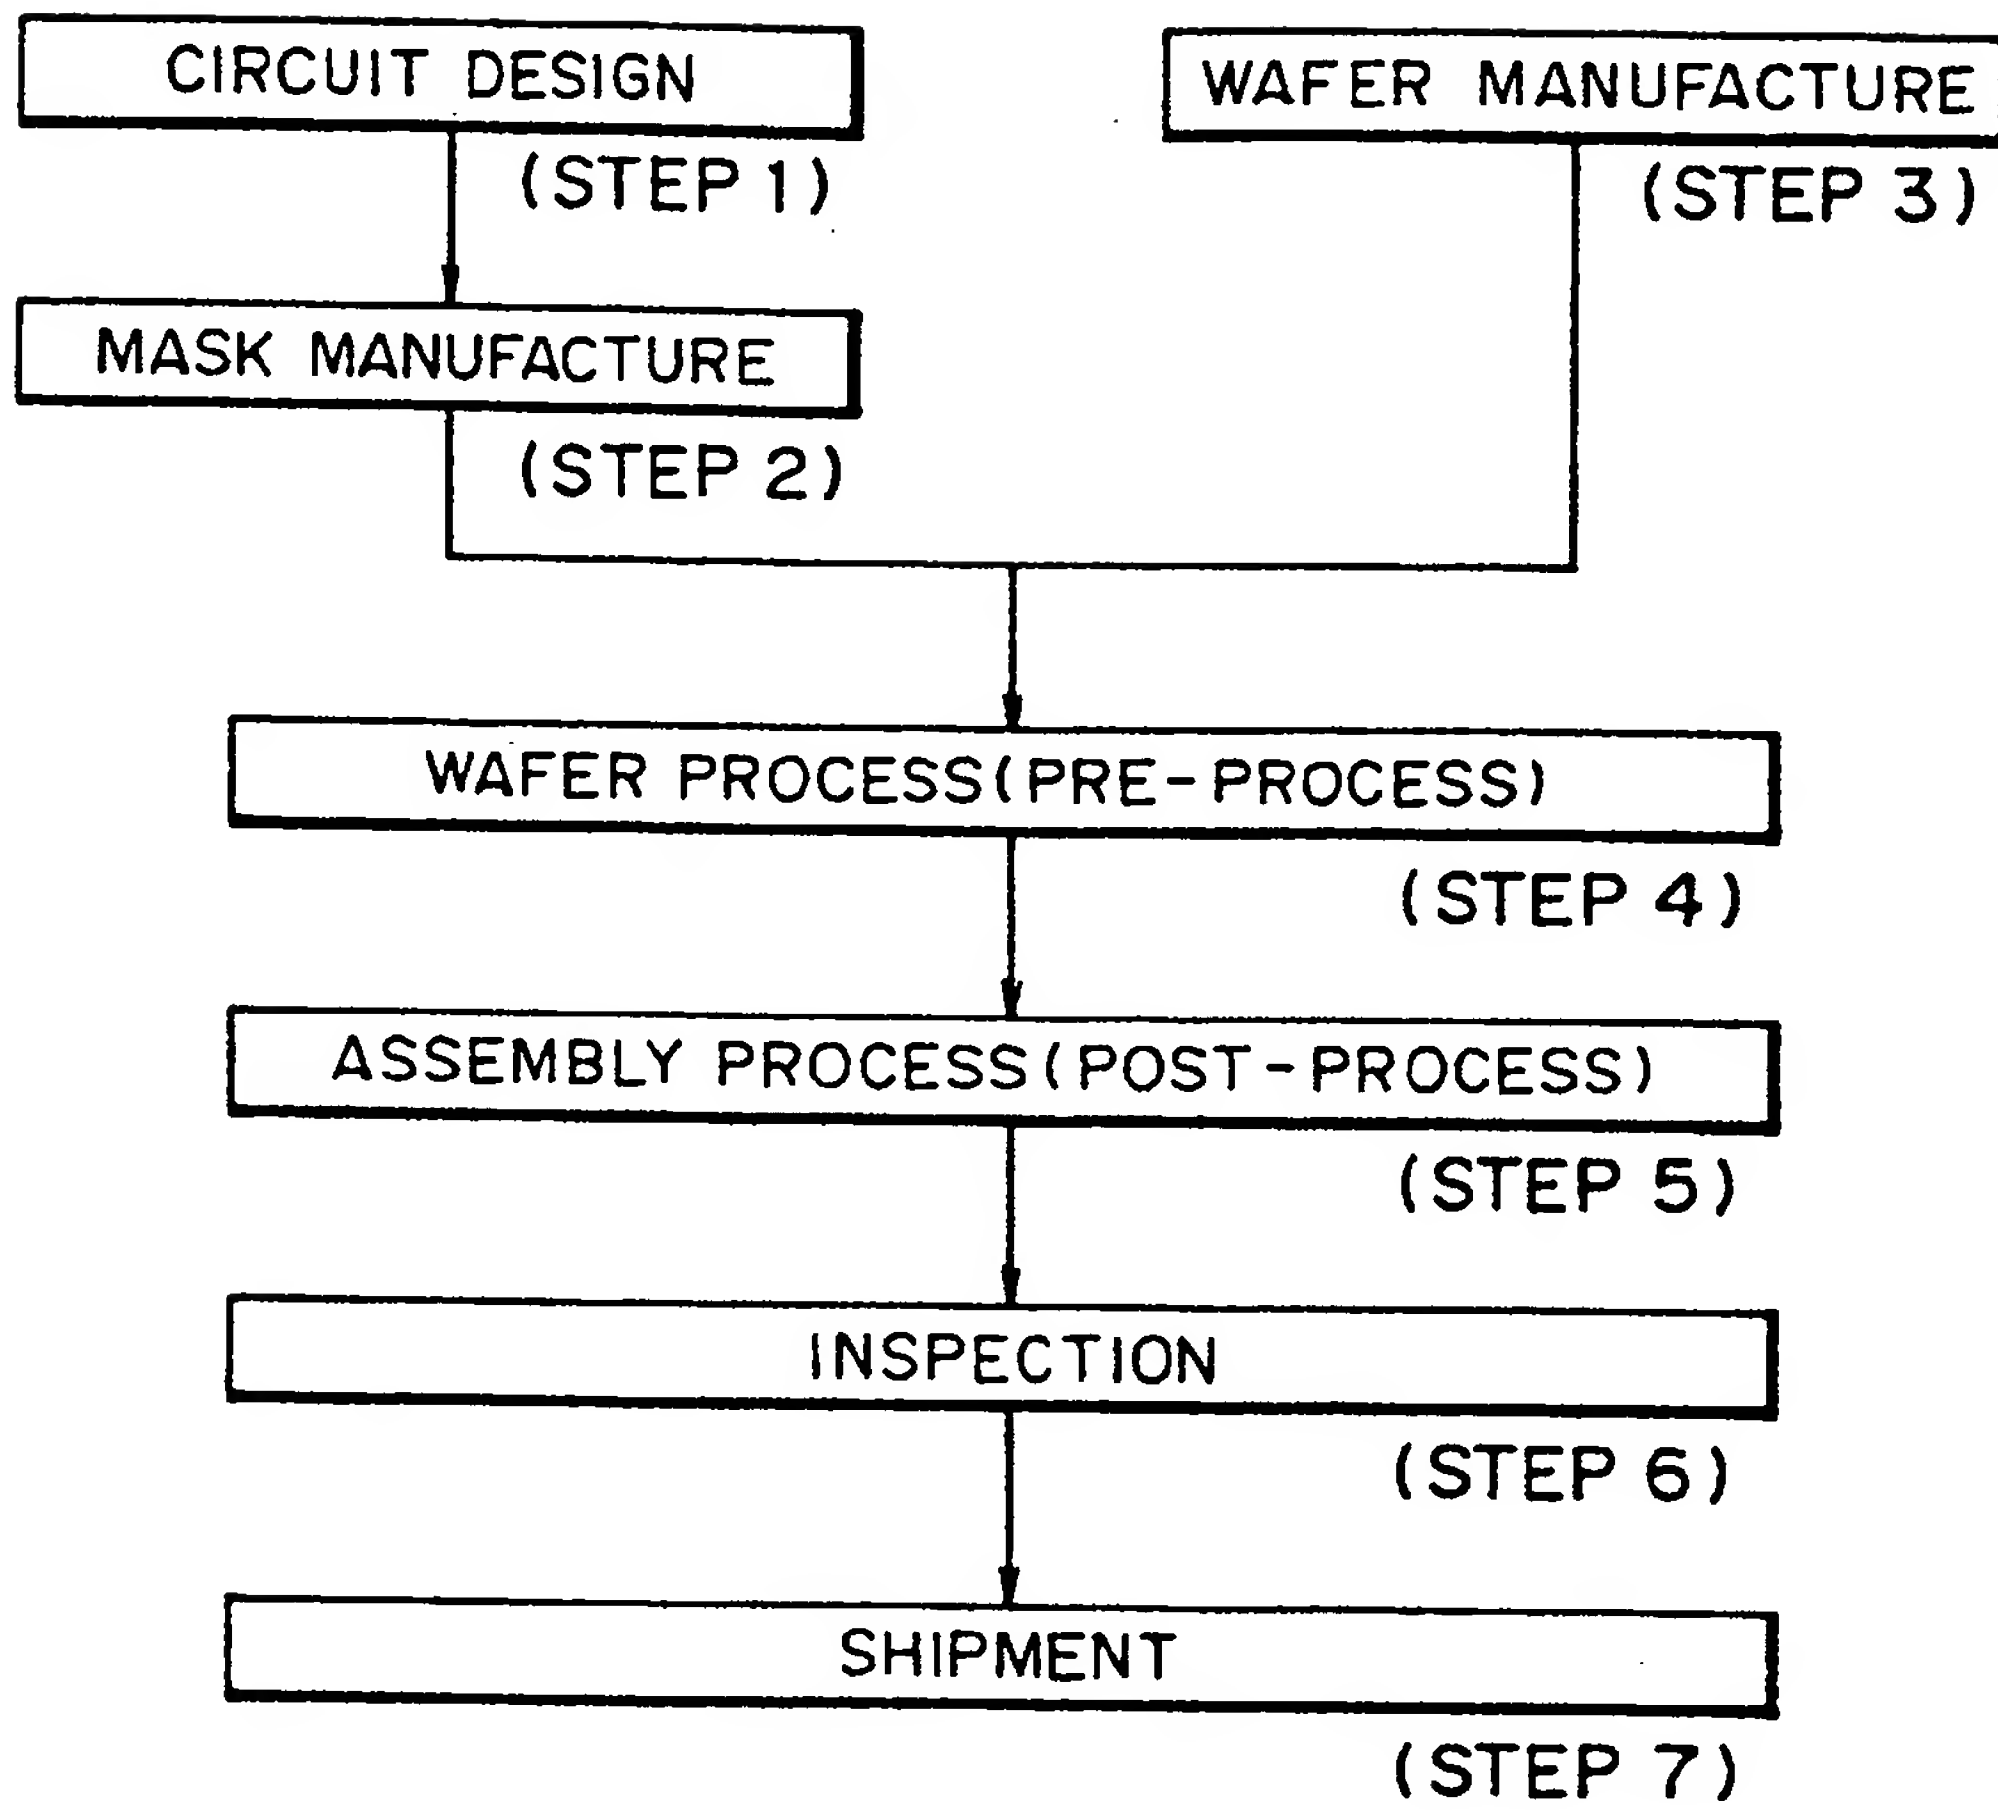 CIRCUIT DESIGN
(STEP 1)
MASK MANUFACTURE
(STEP 2)
WAFER MANUFACTURE
(STEP 3)
WAFER PROCESS(PRE-PROCESS)
(STEP 4)
ASSEMBLY PROCESS(POST-PROCESS)
(STEP 5)
INSPECTION
(STEP 6)
SHIPMENT
(STEP 7)